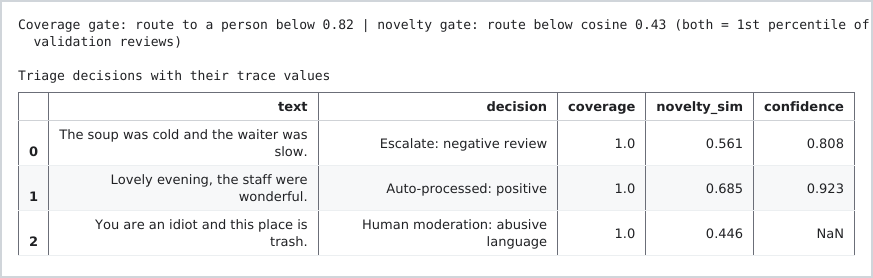 Coverage gate: route to a person below 0.82 | novelty gate: route below cosine 0.43 (both = 1st percentile of
validation reviews)
Triage decisions with their trace values
text decision coverage novelty_sim confidence
The soup was cold and the waiter was
0 slow. Escalate: negative review 1.0 0.561 0.808
Lovely evening, the staff were
1 wonderful. Auto-processed: positive 1.0 0.685 0.923
You are an idiot and this place is
2 trash. Human moderation: abusive language 1.0 0.446 NaN